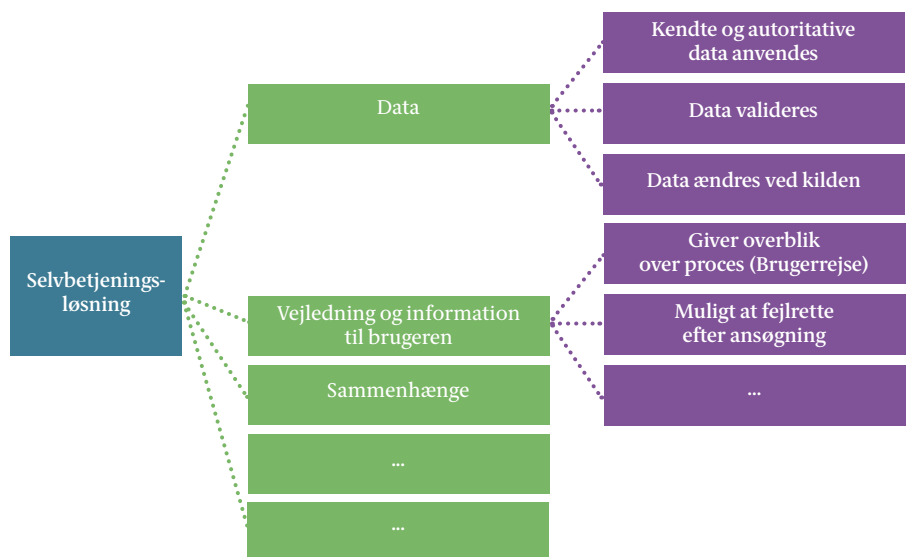 Selvbetjenings-
løsning
Data
Vejledning og information
til brugeren
Sammenhænge
...
...
Kendte og autoritative
data anvendes
Data valideres
Data ændres ved kilden
Giver overblik
over proces (Brugerrejse)
Muligt at fejlrette
efter ansøgning
...